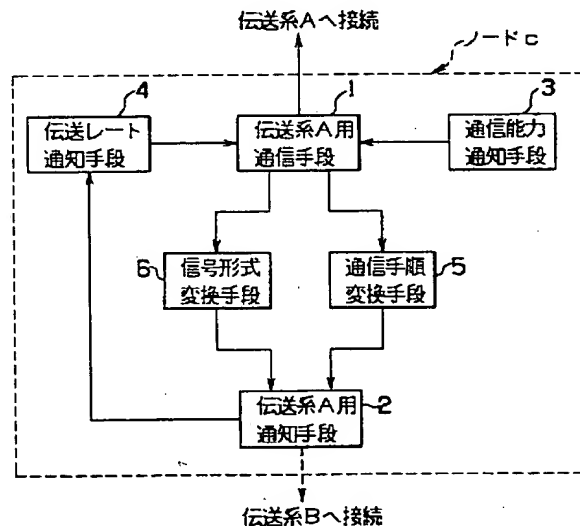 伝送系Aへ接続
ノードc
4
1
3
伝送レート
通知手段
伝送系A用
通信手段
通信能力
通知手段
6
信号形式
変換手段
通信手順
変換手段
5
伝送系A用
通知手段
2
伝送系Bへ接続